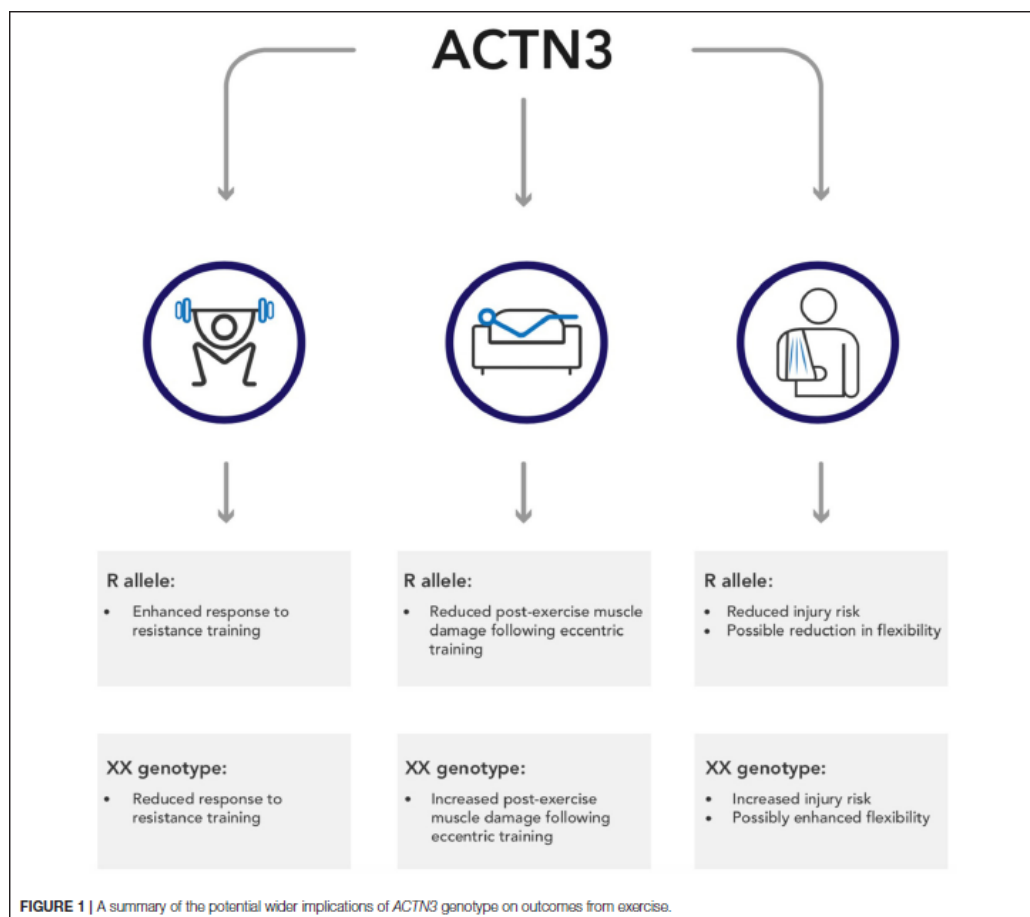 ACTN3
R allele:
• Enhanced response to
resistance training
R allele:
• Reduced post-exercise muscle
damage following eccentric
training
R allele:
• Reduced injury risk
• Possible reduction in flexibility
XX genotype:
• Reduced response to
resistance training
XX genotype:
• Increased post-exercise
muscle damage following
eccentric training
XX genotype:
• Increased injury risk
• Possibly enhanced flexibility
FIGURE 1 | A summary of the potential wider implications of ACTN3 genotype on outcomes from exercise.